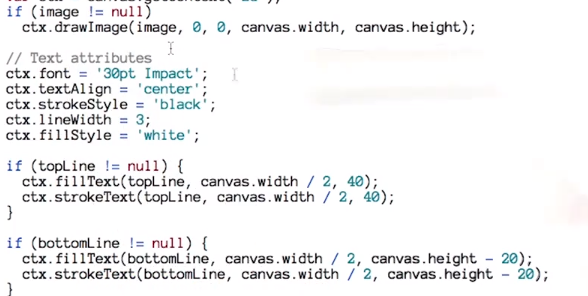 if (image != null)
ctx.drawImage(image, 0, 0, canvas.width, canvas.height);
// Text attributes
ctx.font = '30pt Impact';
ctx.textAlign = 'center';
ctx.strokeStyle = 'black';
ctx.lineWidth = 3;
ctx.fillStyle = 'white';
if (topLine != null) {
ctx.fillText(topLine, canvas.width / 2, 40);
ctx.strokeText(topLine, canvas.width / 2, 40);
}
if (bottomLine != null) {
ctx.fillText(bottomLine, canvas.width / 2, canvas.height - 20);
ctx.strokeText(bottomLine, canvas.width / 2, canvas.height - 20);
}